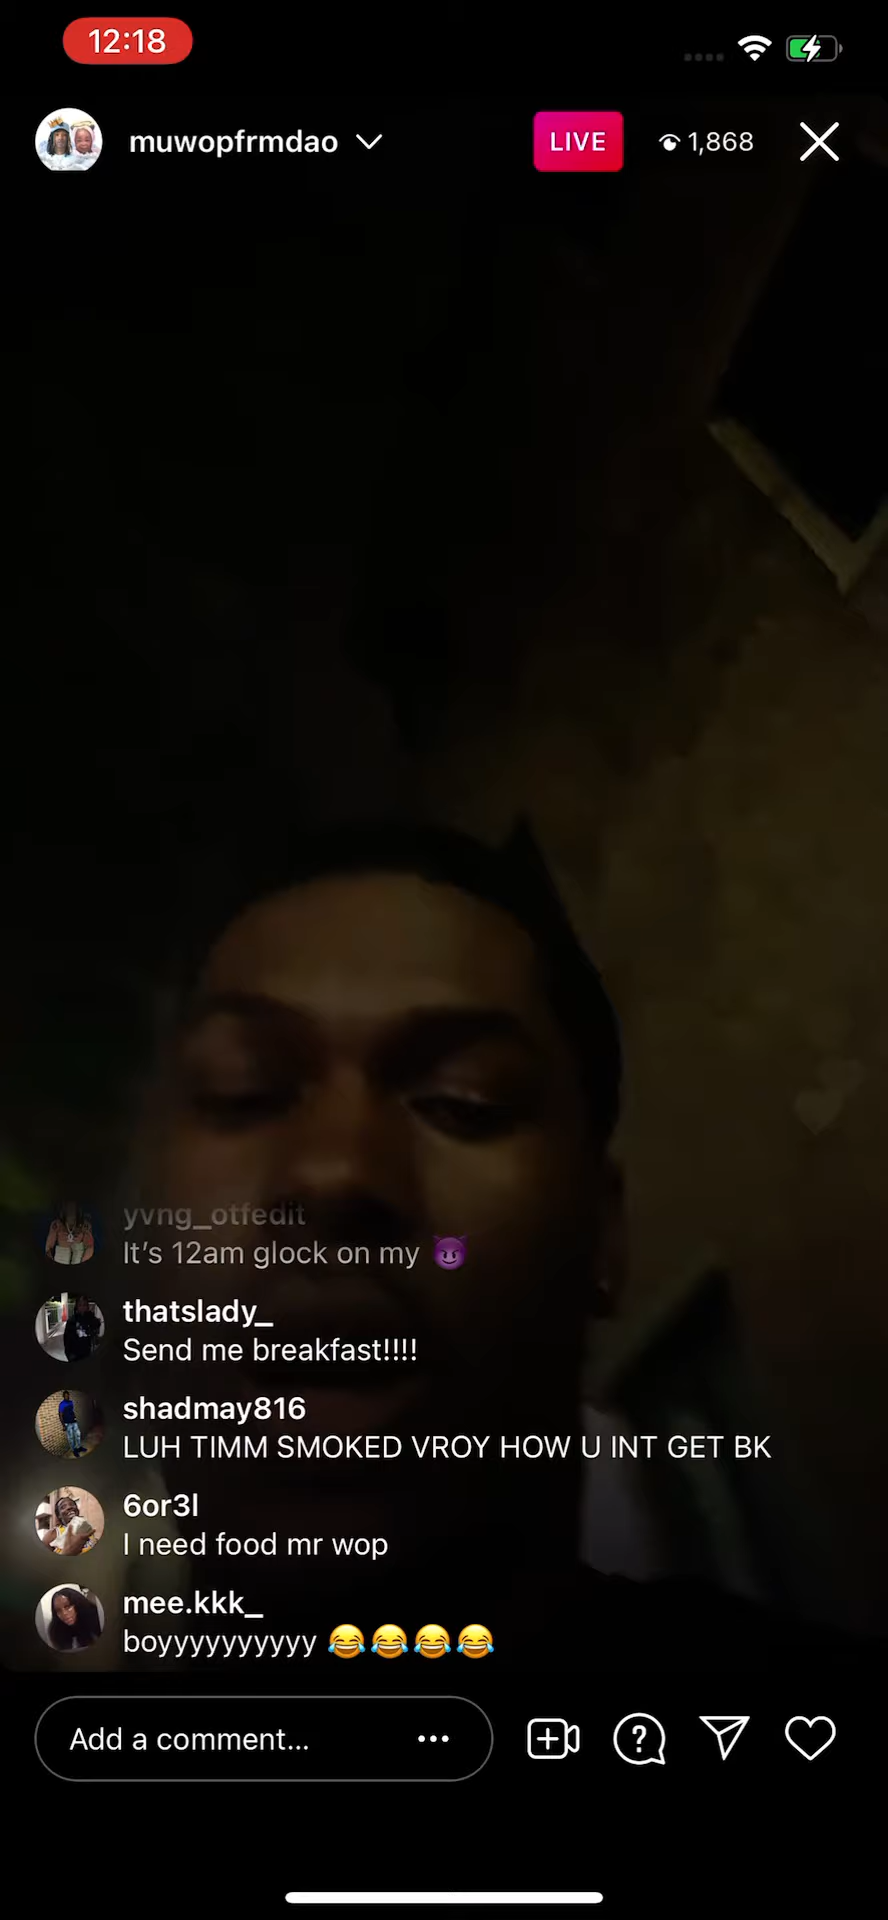 12:18
muwopfrmdao
LIVE
1,868
yvng_otfedit
It's 12am glock on my 😈
thatslady_
Send me breakfast!!!!
shadmay816
LUH TIMM SMOKED VROY HOW U INT GET BK
6or3l
I need food mr wop
mee.kkk_
boyyyyyyyyyy 😂😂😂😂
Add a comment...